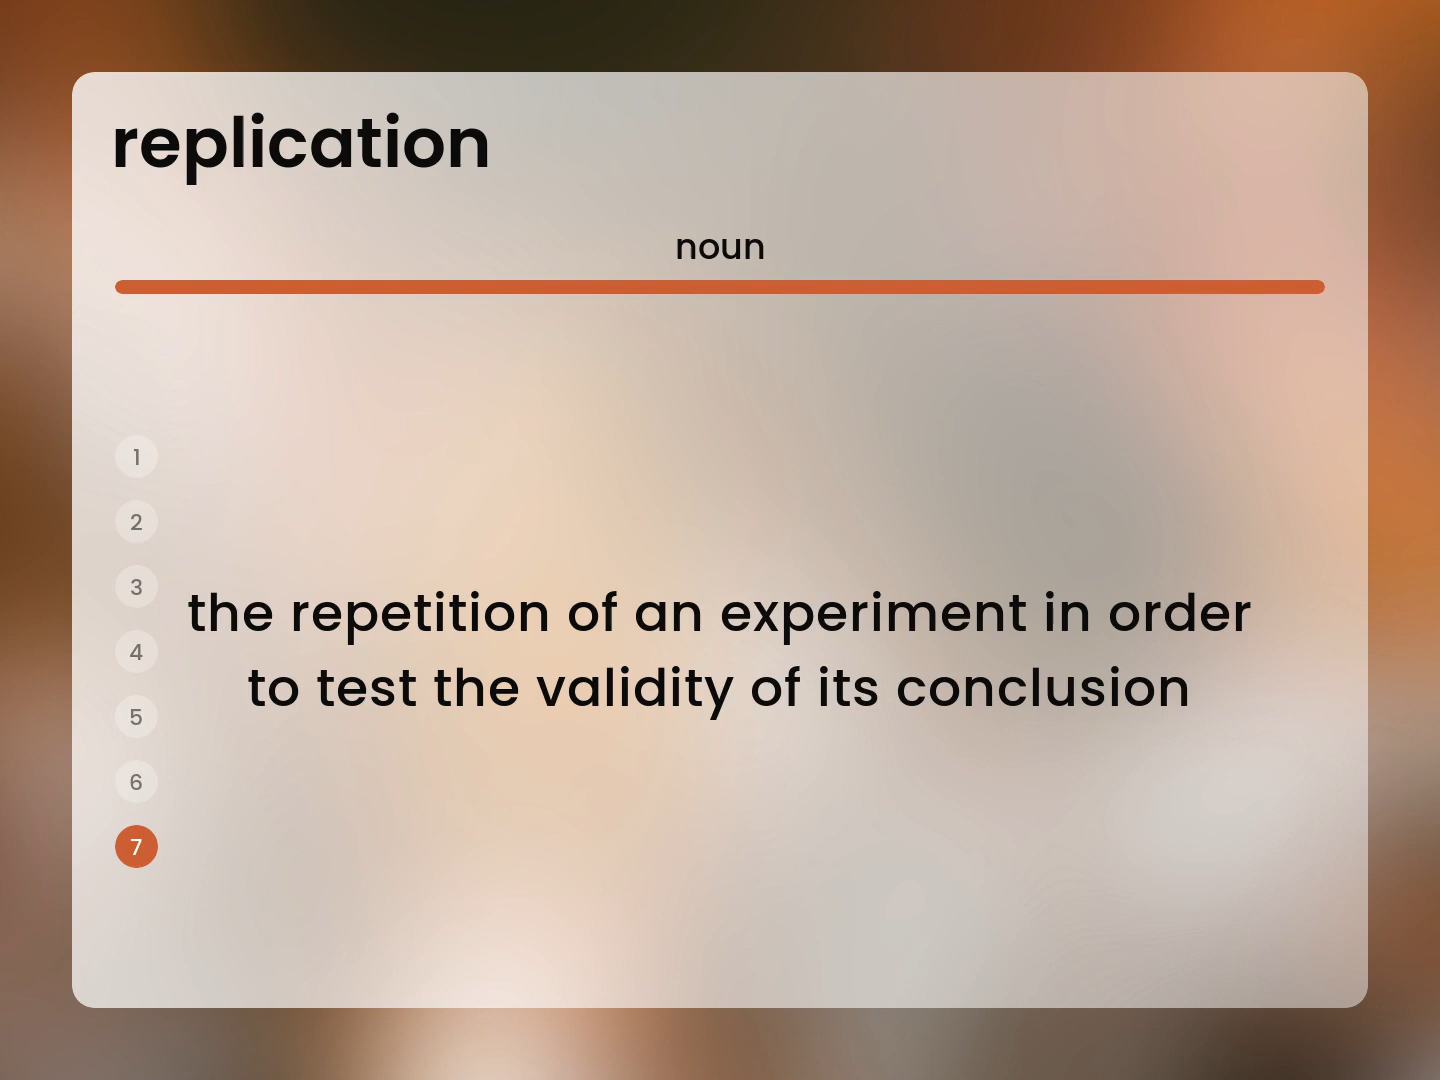 replication
noun
1
2
3
4
5
6
7
the repetition of an experiment in order
to test the validity of its conclusion